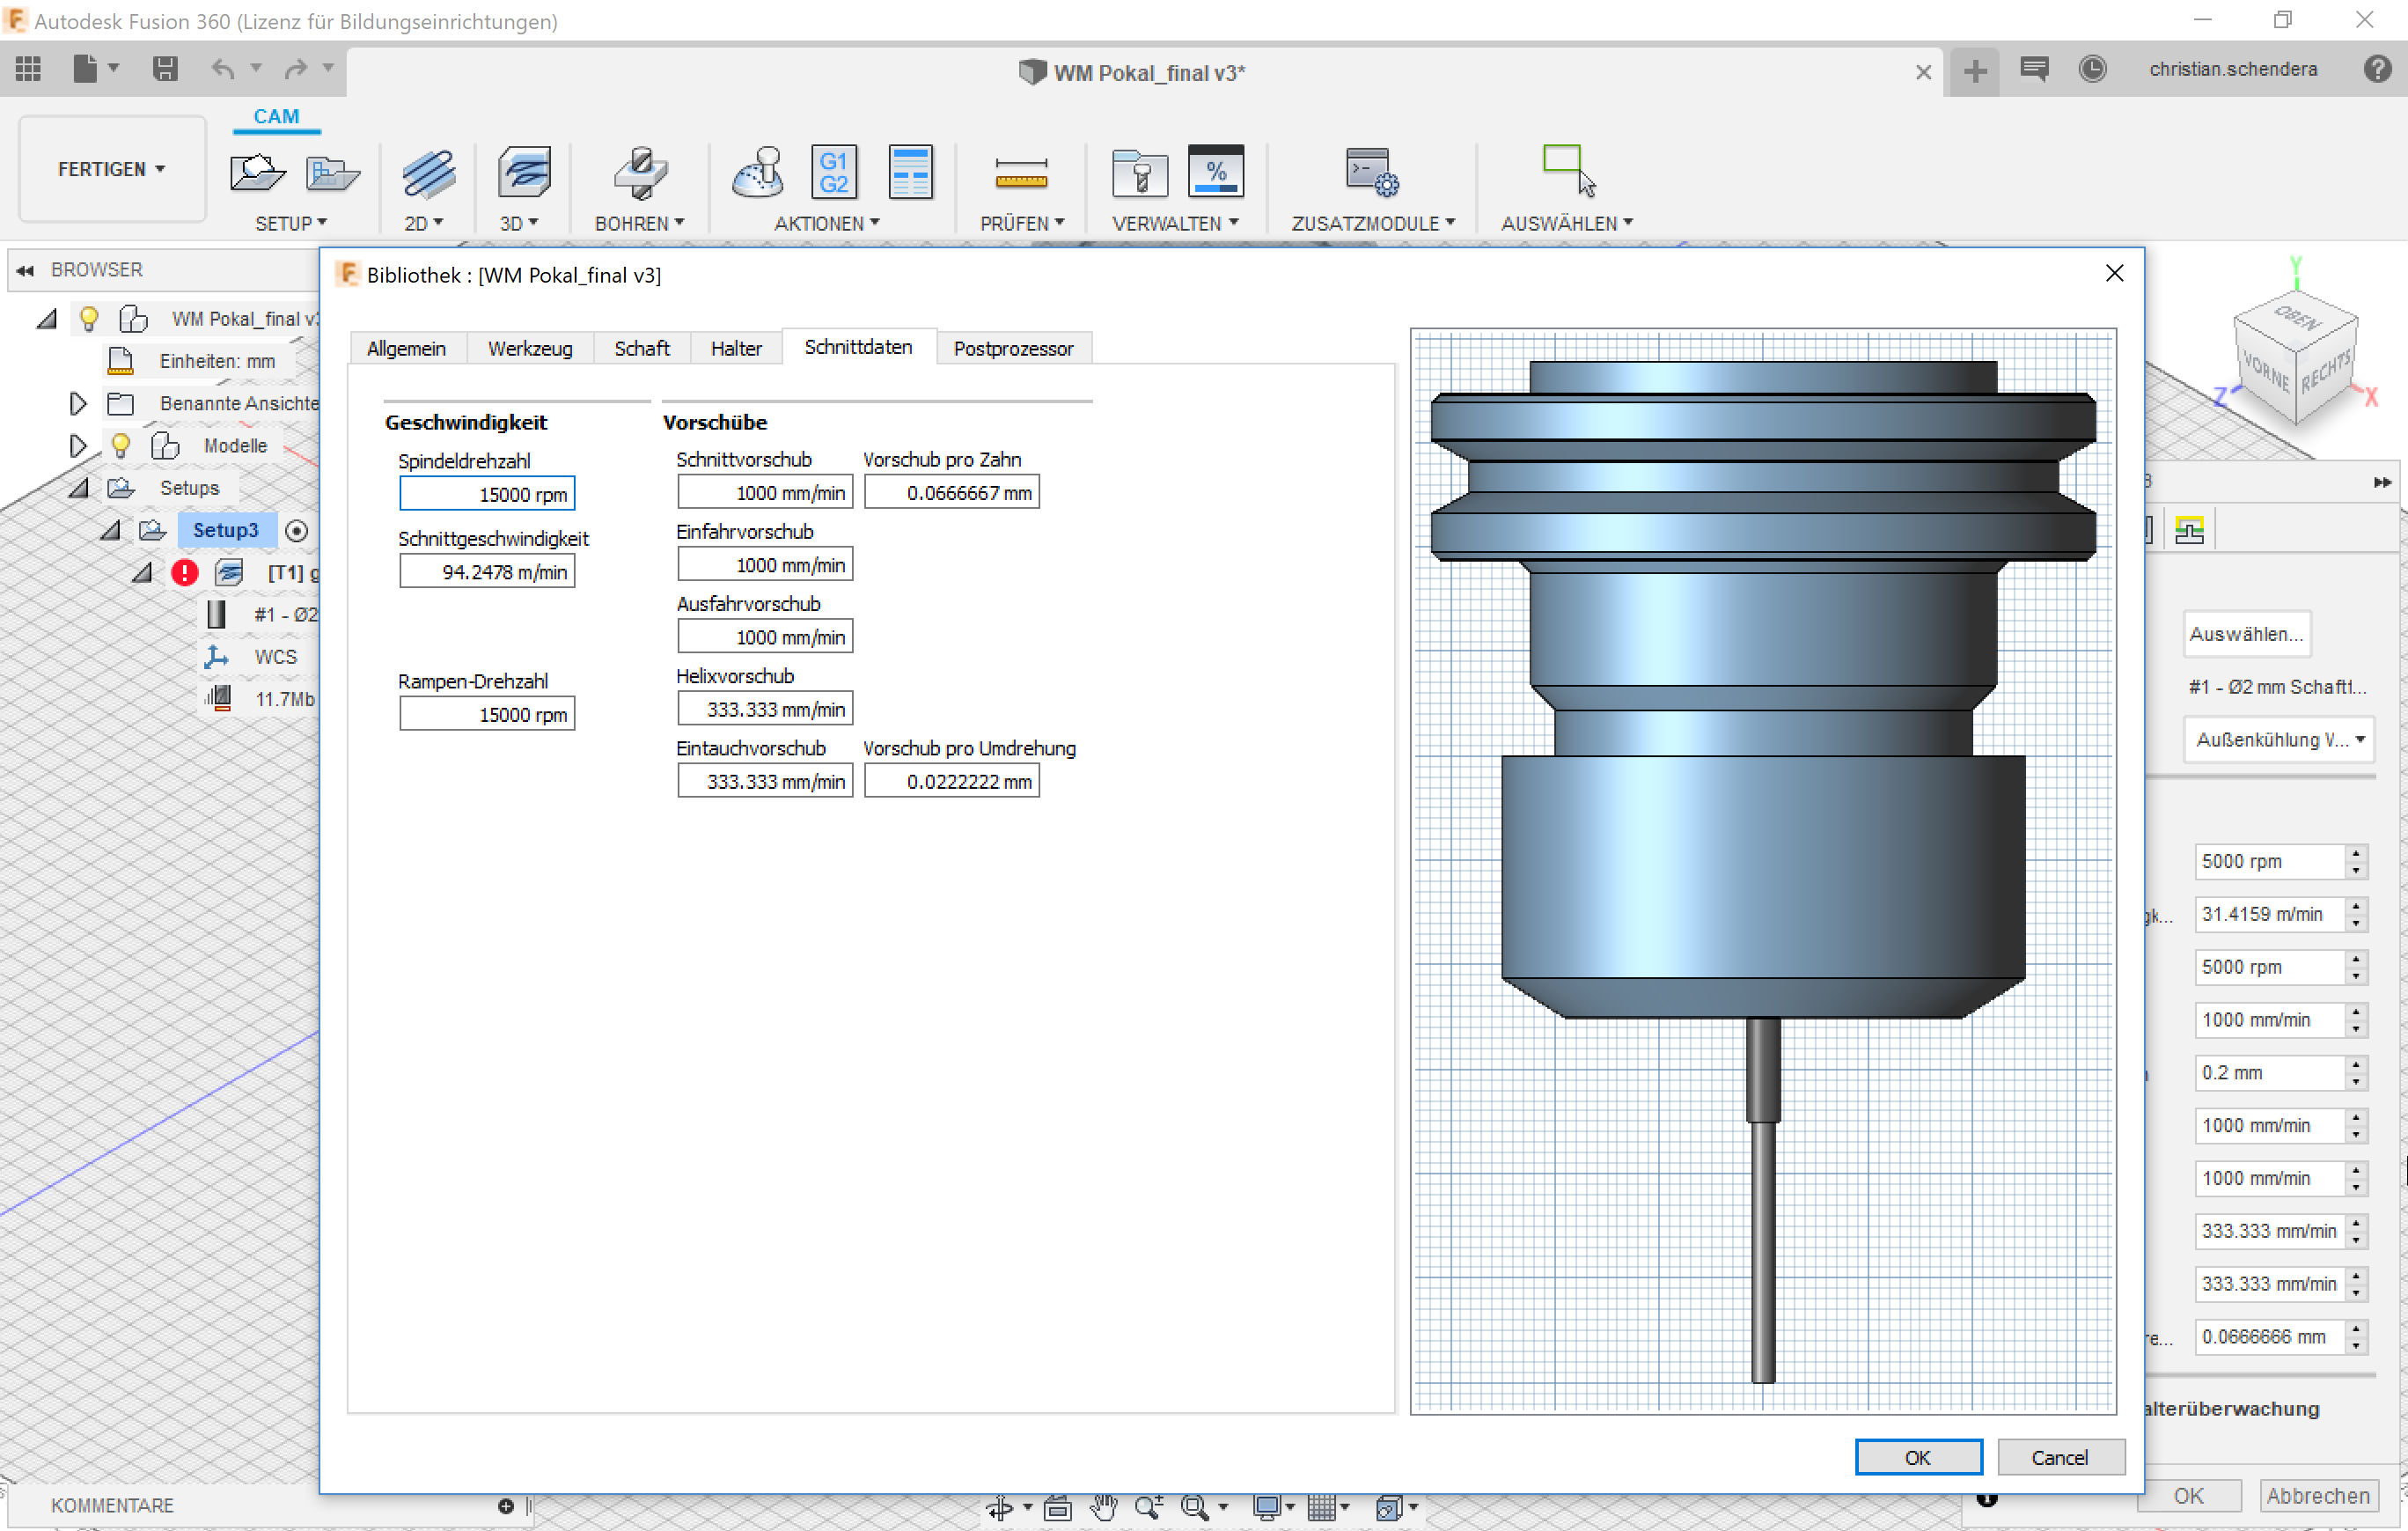 Autodesk Fusion 360 (Lizenz für Bildungseinrichtungen)
WM Pokal_final v3*
christian.schendera
FERTIGEN
CAM
G1
G2
%
SETUP
2D
3D
BOHREN
AKTIONEN
PRÜFEN
VERWALTEN
ZUSATZMODULE
AUSWÄHLEN
BROWSER
WM Pokal_final v
Einheiten: mm
Benannte Ansichte
Modelle
Setups
Setup3
[T1] g
#1 - Ø2
WCS
11.7Mb
Bibliothek : [WM Pokal_final v3]
Allgemein
Werkzeug
Schaft
Halter
Schnittdaten
Postprozessor
Geschwindigkeit
Spindeldrehzahl
15000 rpm
Schnittgeschwindigkeit
94.2478 m/min
Rampen-Drehzahl
15000 rpm
Vorschübe
Schnittvorschub
1000 mm/min
Vorschub pro Zahn
0.0666667 mm
Einfahrvorschub
1000 mm/min
Ausfahrvorschub
1000 mm/min
Helixvorschub
333.333 mm/min
Eintauchvorschub
333.333 mm/min
Vorschub pro Umdrehung
0.0222222 mm
OK
Cancel
Y
OBEN
VORNE
RECHTS
Z
X
Auswählen...
#1 - Ø2 mm Schaftf...
Außenkühlung W...
5000 rpm
gk...
31.4159 m/min
5000 rpm
1000 mm/min
0.2 mm
1000 mm/min
1000 mm/min
333.333 mm/min
333.333 mm/min
re...
0.0666666 mm
alterüberwachung
OK
Abbrechen
KOMMENTARE